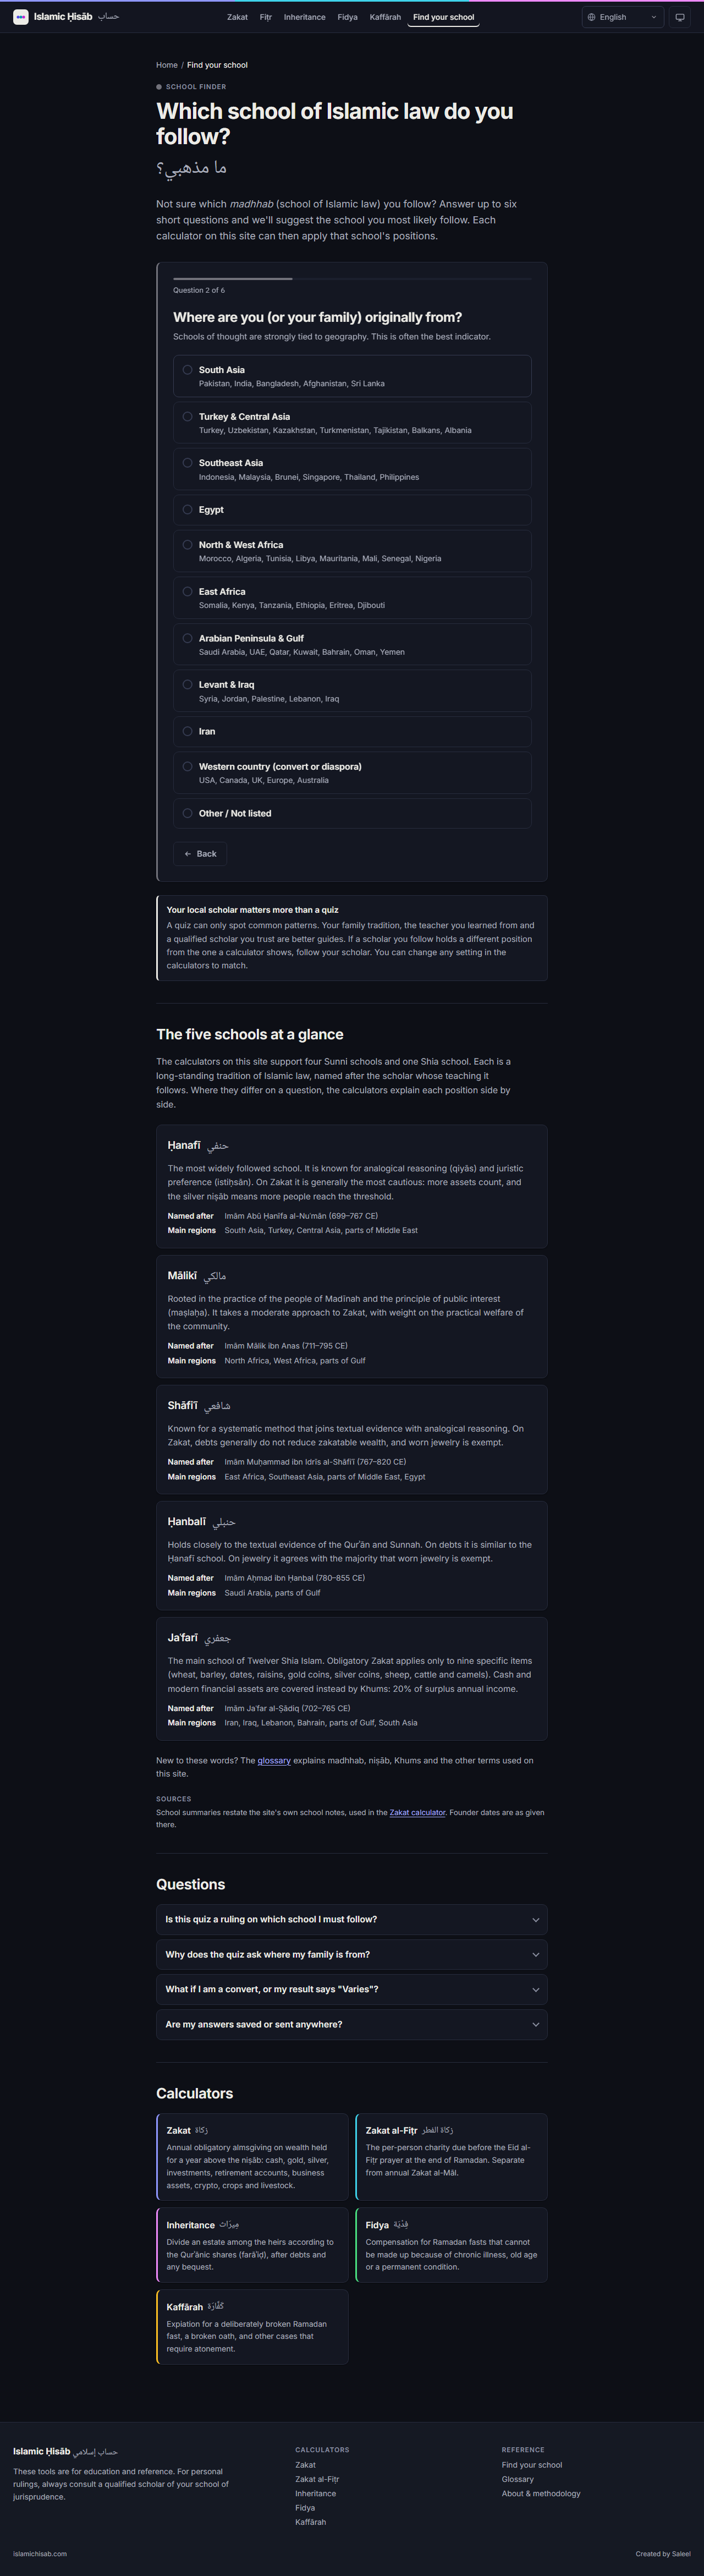 Islamic Ḥisāb حساب
Zakat
Fiṭr
Inheritance
Fidya
Kaffārah
Find your school
English
Home / Find your school
SCHOOL FINDER
Which school of Islamic law do you
follow?
ما مذهبي؟
Not sure which madhhab (school of Islamic law) you follow? Answer up to six
short questions and we'll suggest the school you most likely follow. Each
calculator on this site can then apply that school's positions.
Question 2 of 6
Where are you (or your family) originally from?
Schools of thought are strongly tied to geography. This is often the best indicator.
South Asia
Pakistan, India, Bangladesh, Afghanistan, Sri Lanka
Turkey & Central Asia
Turkey, Uzbekistan, Kazakhstan, Turkmenistan, Tajikistan, Balkans, Albania
Southeast Asia
Indonesia, Malaysia, Brunei, Singapore, Thailand, Philippines
Egypt
North & West Africa
Morocco, Algeria, Tunisia, Libya, Mauritania, Mali, Senegal, Nigeria
East Africa
Somalia, Kenya, Tanzania, Ethiopia, Eritrea, Djibouti
Arabian Peninsula & Gulf
Saudi Arabia, UAE, Qatar, Kuwait, Bahrain, Oman, Yemen
Levant & Iraq
Syria, Jordan, Palestine, Lebanon, Iraq
Iran
Western country (convert or diaspora)
USA, Canada, UK, Europe, Australia
Other / Not listed
← Back
Your local scholar matters more than a quiz
A quiz can only spot common patterns. Your family tradition, the teacher you learned from and
a qualified scholar you trust are better guides. If a scholar you follow holds a different position
from the one a calculator shows, follow your scholar. You can change any setting in the
calculators to match.
The five schools at a glance
The calculators on this site support four Sunni schools and one Shia school. Each is a
long-standing tradition of Islamic law, named after the scholar whose teaching it
follows. Where they differ on a question, the calculators explain each position side by
side.
Ḥanafī حنفي
The most widely followed school. It is known for analogical reasoning (qiyās) and juristic
preference (istiḥsān). On Zakat it is generally the most cautious: more assets count, and
the silver niṣāb means more people reach the threshold.
Named after Imām Abū Ḥanīfa al-Nuʿmān (699–767 CE)
Main regions South Asia, Turkey, Central Asia, parts of Middle East
Mālikī مالكي
Rooted in the practice of the people of Madīnah and the principle of public interest
(maṣlaḥa). It takes a moderate approach to Zakat, with weight on the practical welfare of
the community.
Named after Imām Mālik ibn Anas (711–795 CE)
Main regions North Africa, West Africa, parts of Gulf
Shāfiʿī شافعي
Known for a systematic method that joins textual evidence with analogical reasoning. On
Zakat, debts generally do not reduce zakatable wealth, and worn jewelry is exempt.
Named after Imām Muḥammad ibn Idrīs al-Shāfiʿī (767–820 CE)
Main regions East Africa, Southeast Asia, parts of Middle East, Egypt
Ḥanbalī حنبلي
Holds closely to the textual evidence of the Qurʾān and Sunnah. On debts it is similar to the
Ḥanafī school. On jewelry it agrees with the majority that worn jewelry is exempt.
Named after Imām Aḥmad ibn Ḥanbal (780–855 CE)
Main regions Saudi Arabia, parts of Gulf
Jaʿfarī جعفري
The main school of Twelver Shia Islam. Obligatory Zakat applies only to nine specific items
(wheat, barley, dates, raisins, gold coins, silver coins, sheep, cattle and camels). Cash and
modern financial assets are covered instead by Khums: 20% of surplus annual income.
Named after Imām Jaʿfar al-Ṣādiq (702–765 CE)
Main regions Iran, Iraq, Lebanon, Bahrain, parts of Gulf, South Asia
New to these words? The glossary explains madhhab, niṣāb, Khums and the other terms used on
this site.
SOURCES
School summaries restate the site's own school notes, used in the Zakat calculator. Founder dates are as given
there.
Questions
Is this quiz a ruling on which school I must follow?
Why does the quiz ask where my family is from?
What if I am a convert, or my result says "Varies"?
Are my answers saved or sent anywhere?
Calculators
Zakat زكاة
Annual obligatory almsgiving on wealth held
for a year above the niṣāb: cash, gold, silver,
investments, retirement accounts, business
assets, crypto, crops and livestock.
Zakat al-Fiṭr زكاة الفطر
The per-person charity due before the Eid al-
Fiṭr prayer at the end of Ramadan. Separate
from annual Zakat al-Māl.
Inheritance مِيرَاث
Divide an estate among the heirs according to
the Qurʾānic shares (farāʾiḍ), after debts and
any bequest.
Fidya فِدْيَة
Compensation for Ramadan fasts that cannot
be made up because of chronic illness, old age
or a permanent condition.
Kaffārah كَفَّارَة
Expiation for a deliberately broken Ramadan
fast, a broken oath, and other cases that
require atonement.
Islamic Ḥisāb حساب إسلامي
These tools are for education and reference. For personal
rulings, always consult a qualified scholar of your school of
jurisprudence.
CALCULATORS
Zakat
Zakat al-Fiṭr
Inheritance
Fidya
Kaffārah
REFERENCE
Find your school
Glossary
About & methodology
islamichisab.com
Created by Saleel